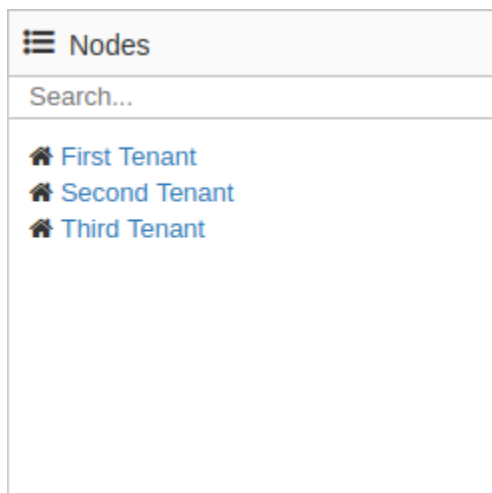 Nodes
Search...
First Tenant
Second Tenant
Third Tenant